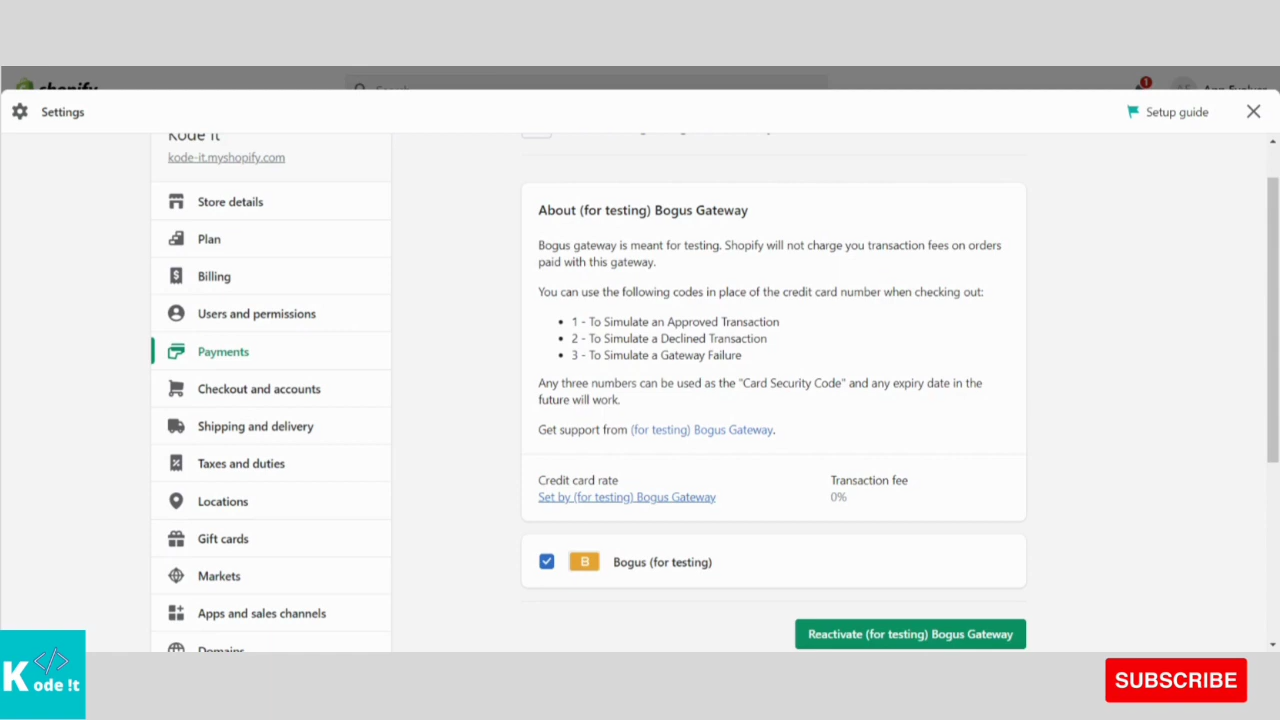 shopify
Search
1
Settings
Setup guide
Kode it
kode-it.myshopify.com
Store details
Plan
Billing
Users and permissions
Payments
Checkout and accounts
Shipping and delivery
Taxes and duties
Locations
Gift cards
Markets
Apps and sales channels
Domains
About (for testing) Bogus Gateway
Bogus gateway is meant for testing. Shopify will not charge you transaction fees on orders
paid with this gateway.
You can use the following codes in place of the credit card number when checking out:
• 1 - To Simulate an Approved Transaction
• 2 - To Simulate a Declined Transaction
• 3 - To Simulate a Gateway Failure
Any three numbers can be used as the "Card Security Code" and any expiry date in the
future will work.
Get support from (for testing) Bogus Gateway.
Credit card rate
Set by (for testing) Bogus Gateway
Transaction fee
0%
B
Bogus (for testing)
Reactivate (for testing) Bogus Gateway
K </> ode !t
SUBSCRIBE